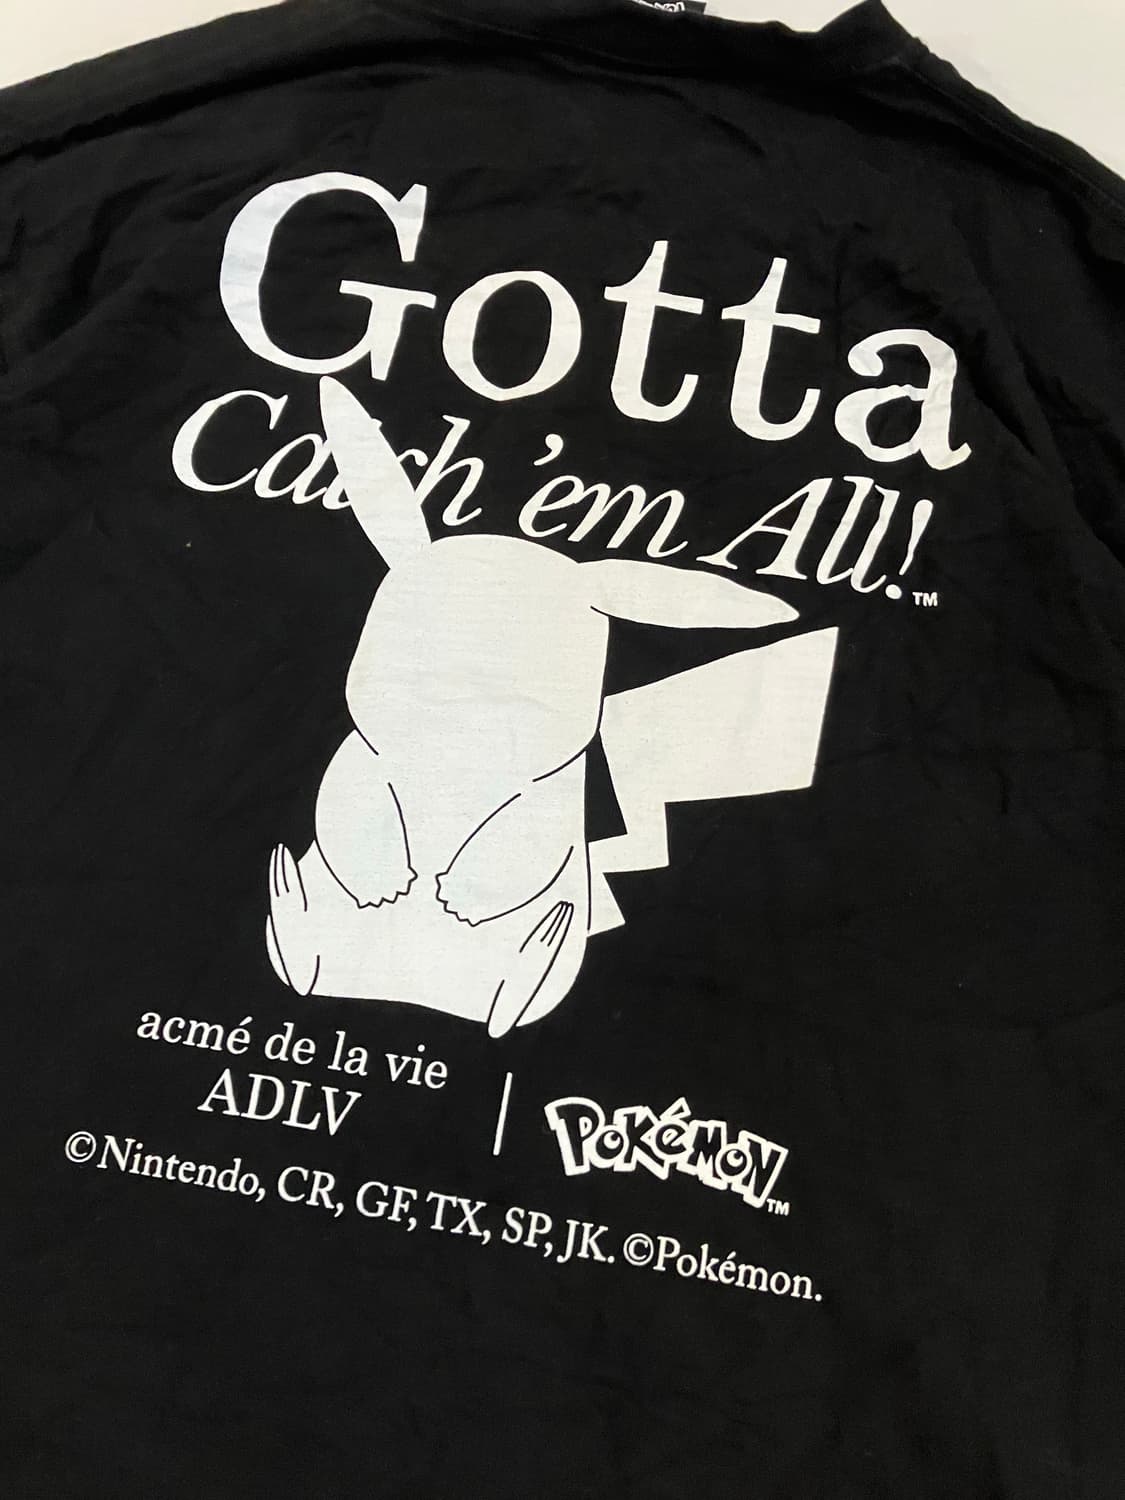 Gotta
Catch 'em All!™
acmé de la vie
ADLV
POKéMON™
©Nintendo, CR, GF, TX, SP, JK. ©Pokémon.